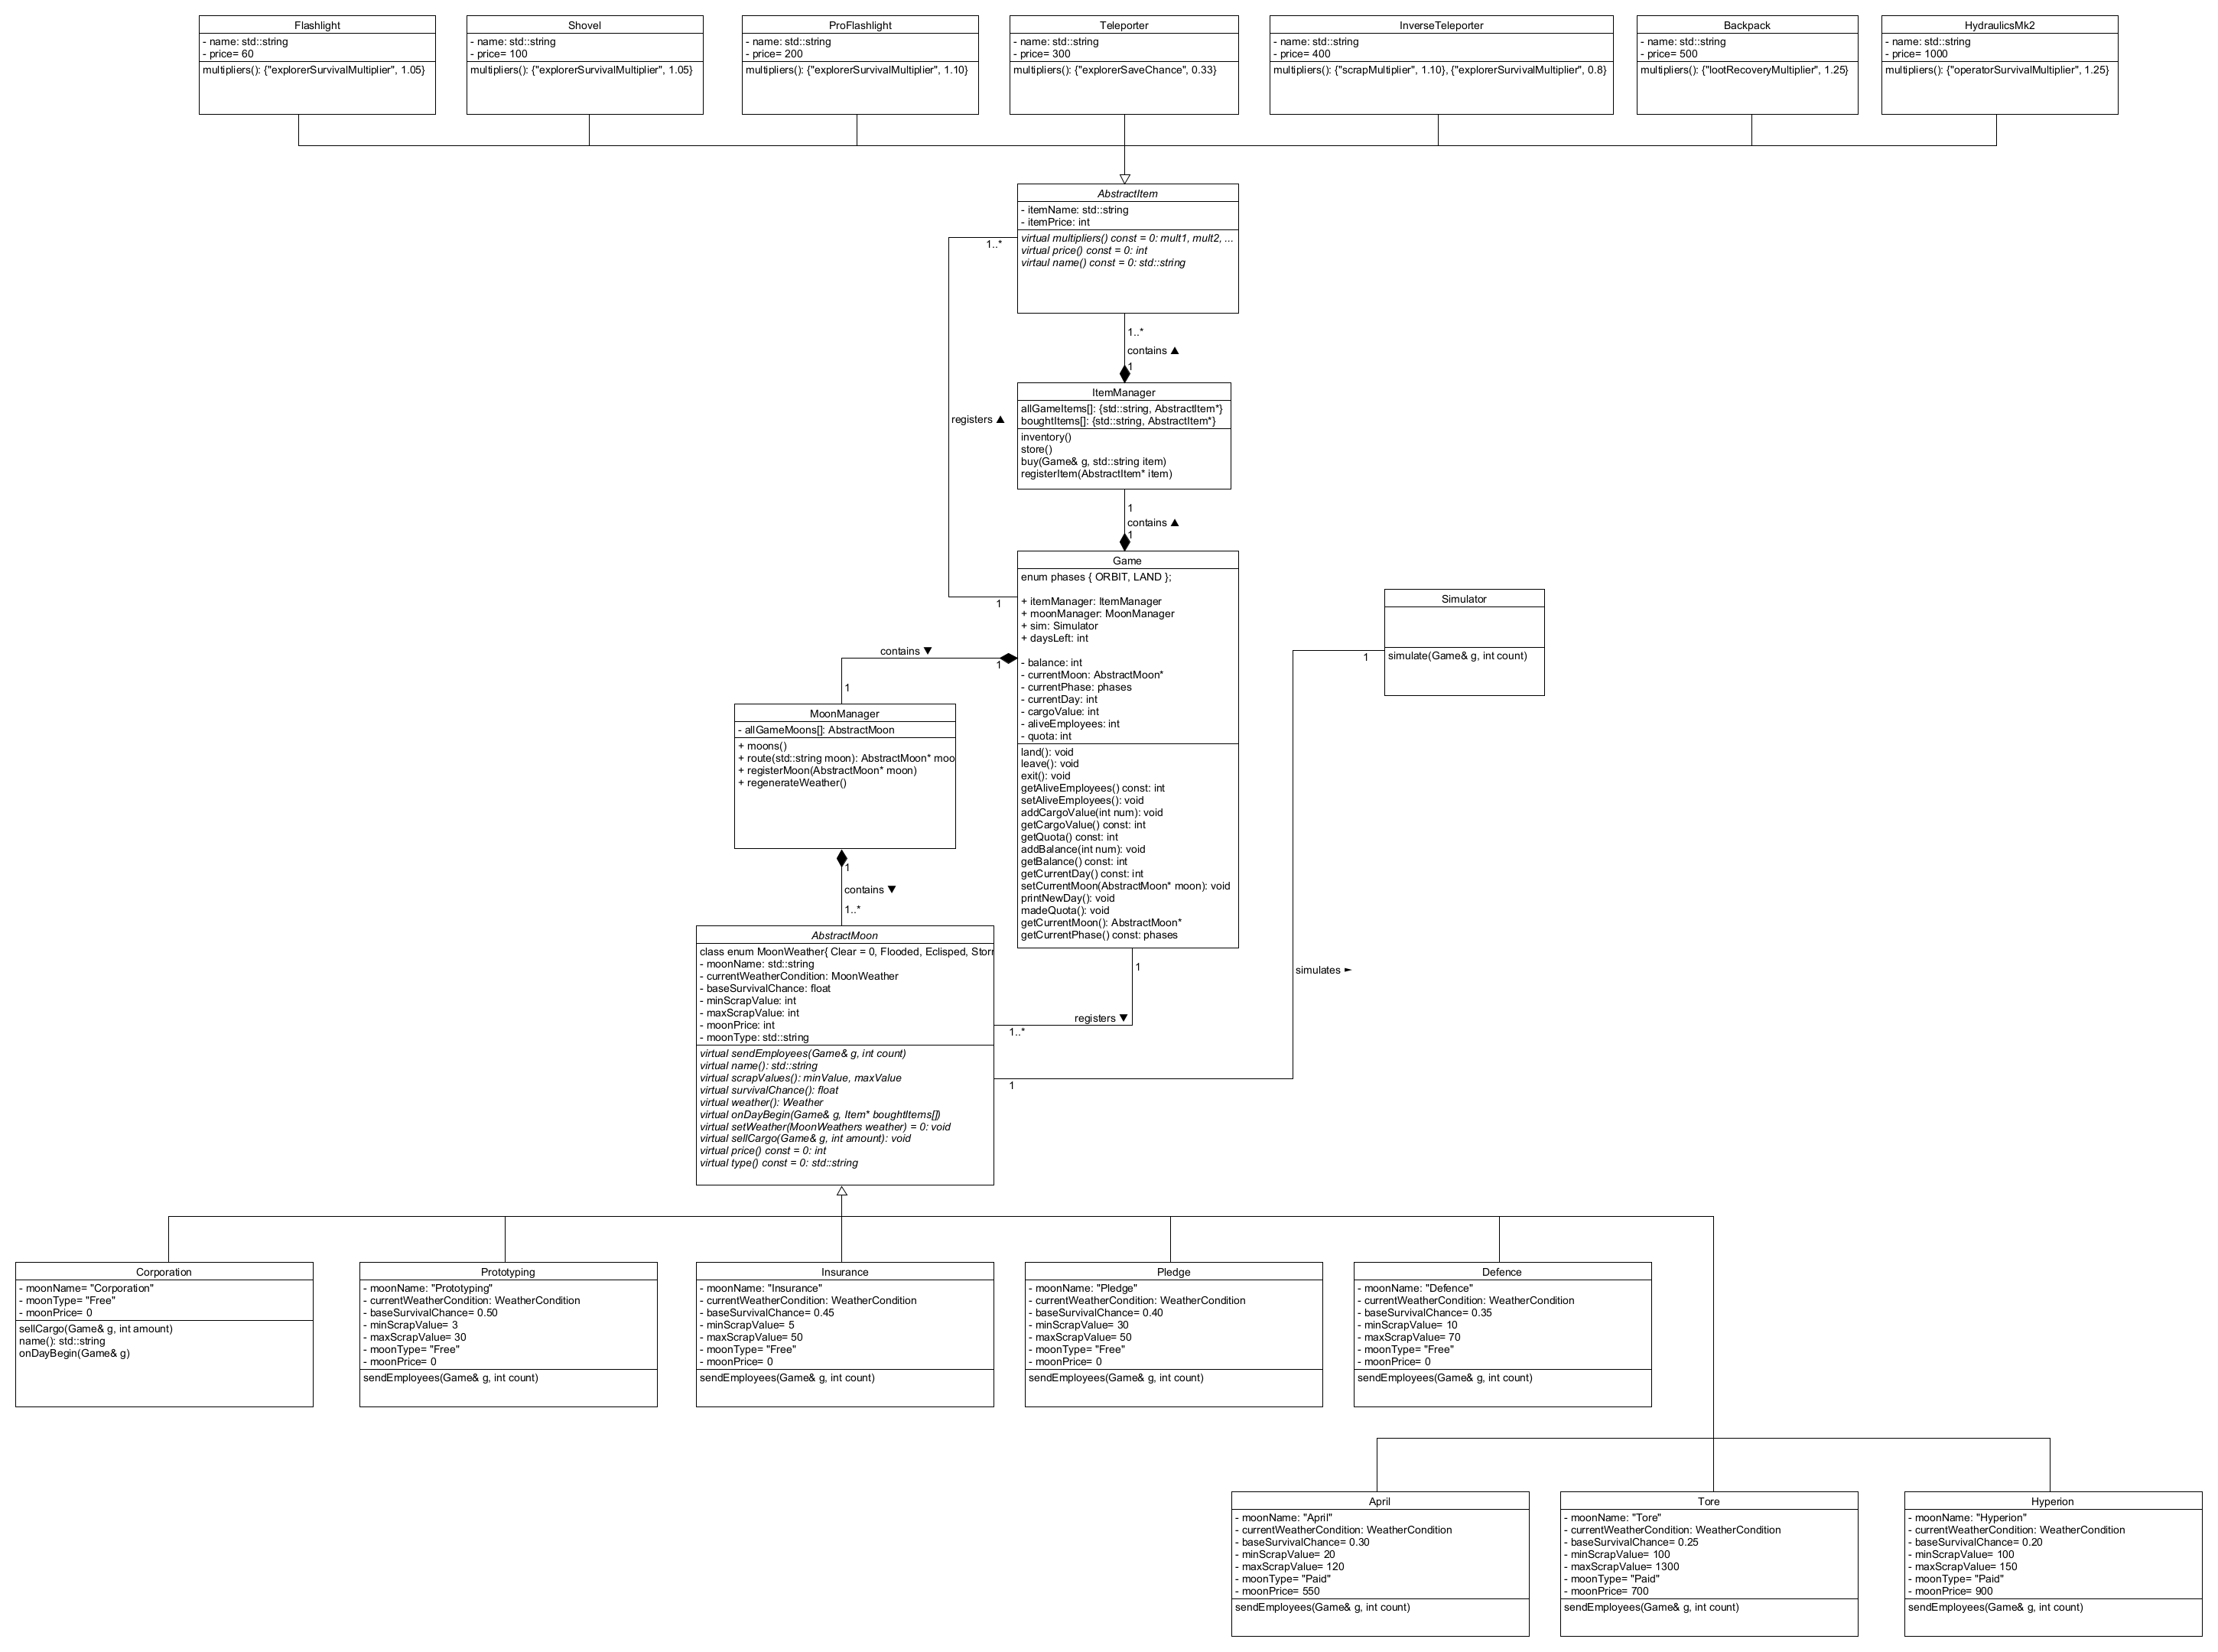 Flashlight
- name: std::string
- price= 60
multipliers(): {"explorerSurvivalMultiplier", 1.05}
Shovel
- name: std::string
- price= 100
multipliers(): {"explorerSurvivalMultiplier", 1.05}
ProFlashlight
- name: std::string
- price= 200
multipliers(): {"explorerSurvivalMultiplier", 1.10}
Teleporter
- name: std::string
- price= 300
multipliers(): {"explorerSaveChance", 0.33}
InverseTeleporter
- name: std::string
- price= 400
multipliers(): {"scrapMultiplier", 1.10}, {"explorerSurvivalMultiplier", 0.8}
Backpack
- name: std::string
- price= 500
multipliers(): {"lootRecoveryMultiplier", 1.25}
HydraulicsMk2
- name: std::string
- price= 1000
multipliers(): {"operatorSurvivalMultiplier", 1.25}
AbstractItem
- itemName: std::string
- itemPrice: int
virtual multipliers() const = 0: mult1, mult2, ...
virtual price() const = 0: int
virtaul name() const = 0: std::string
1..*
1..*
contains ▲
1
registers ▲
ItemManager
allGameItems[]: {std::string, AbstractItem*}
boughtItems[]: {std::string, AbstractItem*}
inventory()
store()
buy(Game& g, std::string item)
registerItem(AbstractItem* item)
1
contains ▲
1
Game
enum phases { ORBIT, LAND };
+ itemManager: ItemManager
+ moonManager: MoonManager
+ sim: Simulator
+ daysLeft: int
- balance: int
- currentMoon: AbstractMoon*
- currentPhase: phases
- currentDay: int
- cargoValue: int
- aliveEmployees: int
- quota: int
land(): void
leave(): void
exit(): void
getAliveEmployees() const: int
setAliveEmployees(): void
addCargoValue(int num): void
getCargoValue() const: int
getQuota() const: int
addBalance(int num): void
getBalance() const: int
getCurrentDay() const: int
setCurrentMoon(AbstractMoon* moon): void
printNewDay(): void
madeQuota(): void
getCurrentMoon(): AbstractMoon*
getCurrentPhase() const: phases
1
contains ▼
1
1
Simulator
simulate(Game& g, int count)
1
MoonManager
- allGameMoons[]: AbstractMoon
+ moons()
+ route(std::string moon): AbstractMoon* moo
+ registerMoon(AbstractMoon* moon)
+ regenerateWeather()
1
contains ▼
1..*
AbstractMoon
class enum MoonWeather{ Clear = 0, Flooded, Eclisped, Stor
- moonName: std::string
- currentWeatherCondition: MoonWeather
- baseSurvivalChance: float
- minScrapValue: int
- maxScrapValue: int
- moonPrice: int
- moonType: std::string
virtual sendEmployees(Game& g, int count)
virtual name(): std::string
virtual scrapValues(): minValue, maxValue
virtual survivalChance(): float
virtual weather(): Weather
virtual onDayBegin(Game& g, Item* boughtItems[])
virtual setWeather(MoonWeathers weather) = 0: void
virtual sellCargo(Game& g, int amount): void
virtual price() const = 0: int
virtual type() const = 0: std::string
1
registers ▼
1..*
simulates ►
1
Corporation
- moonName= "Corporation"
- moonType= "Free"
- moonPrice= 0
sellCargo(Game& g, int amount)
name(): std::string
onDayBegin(Game& g)
Prototyping
- moonName: "Prototyping"
- currentWeatherCondition: WeatherCondition
- baseSurvivalChance= 0.50
- minScrapValue= 3
- maxScrapValue= 30
- moonType= "Free"
- moonPrice= 0
sendEmployees(Game& g, int count)
Insurance
- moonName: "Insurance"
- currentWeatherCondition: WeatherCondition
- baseSurvivalChance= 0.45
- minScrapValue= 5
- maxScrapValue= 50
- moonType= "Free"
- moonPrice= 0
sendEmployees(Game& g, int count)
Pledge
- moonName: "Pledge"
- currentWeatherCondition: WeatherCondition
- baseSurvivalChance= 0.40
- minScrapValue= 30
- maxScrapValue= 50
- moonType= "Free"
- moonPrice= 0
sendEmployees(Game& g, int count)
Defence
- moonName: "Defence"
- currentWeatherCondition: WeatherCondition
- baseSurvivalChance= 0.35
- minScrapValue= 10
- maxScrapValue= 70
- moonType= "Free"
- moonPrice= 0
sendEmployees(Game& g, int count)
April
- moonName: "April"
- currentWeatherCondition: WeatherCondition
- baseSurvivalChance= 0.30
- minScrapValue= 20
- maxScrapValue= 120
- moonType= "Paid"
- moonPrice= 550
sendEmployees(Game& g, int count)
Tore
- moonName: "Tore"
- currentWeatherCondition: WeatherCondition
- baseSurvivalChance= 0.25
- minScrapValue= 100
- maxScrapValue= 1300
- moonType= "Paid"
- moonPrice= 700
sendEmployees(Game& g, int count)
Hyperion
- moonName: "Hyperion"
- currentWeatherCondition: WeatherCondition
- baseSurvivalChance= 0.20
- minScrapValue= 100
- maxScrapValue= 150
- moonType= "Paid"
- moonPrice= 900
sendEmployees(Game& g, int count)